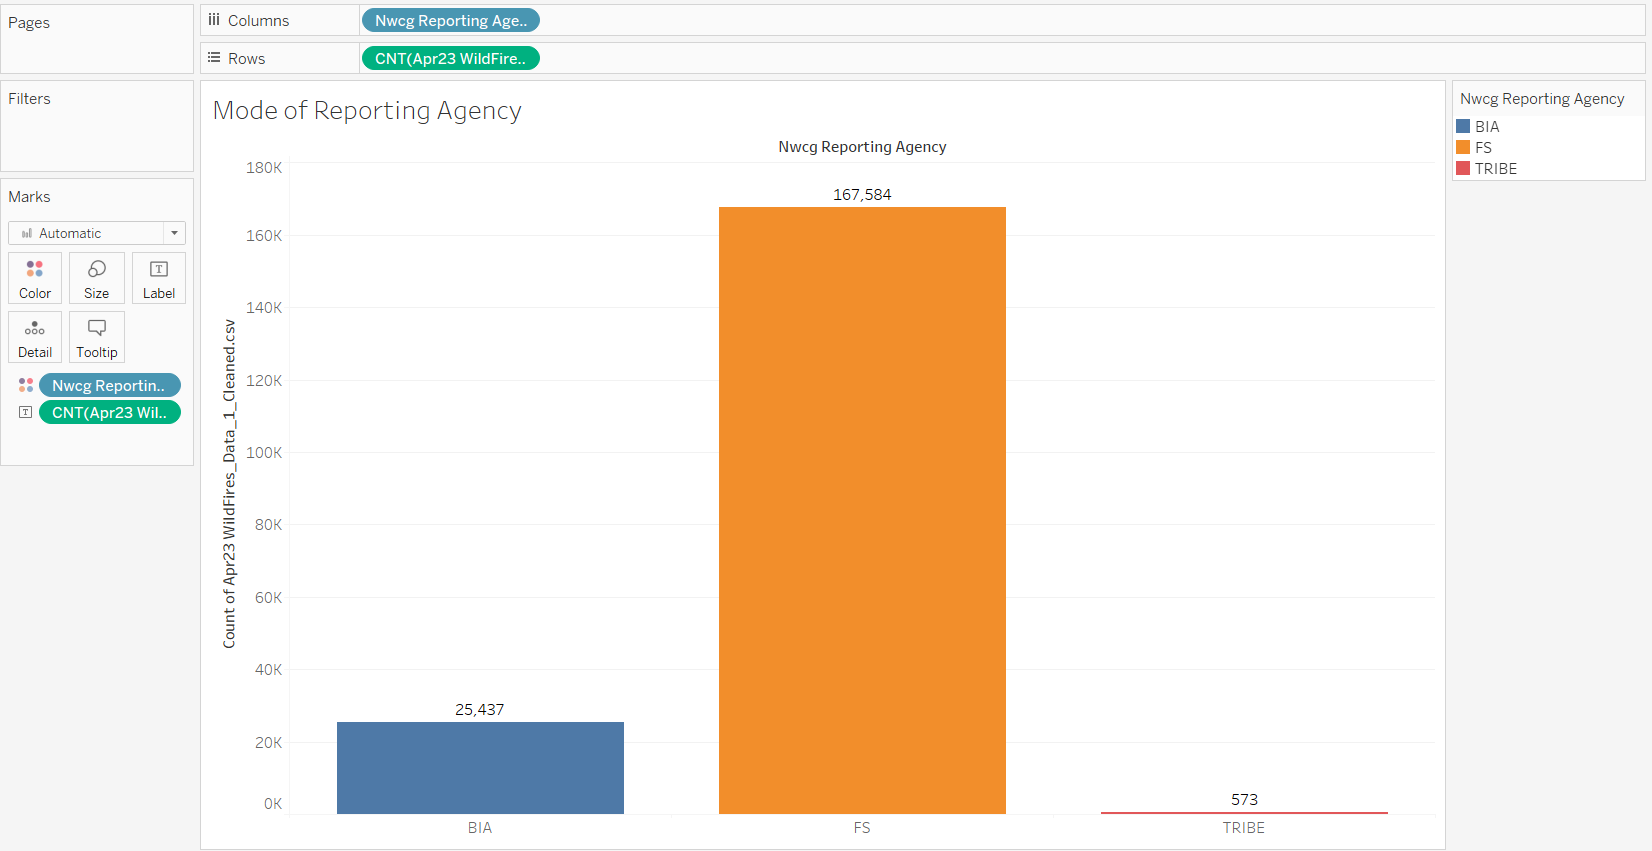 Pages
Columns
Nwcg Reporting Age..
Rows
CNT(Apr23 WildFire..
Filters
Marks
Automatic
Color
Size
Label
T
Detail
Tooltip
Nwcg Reportin..
T
CNT(Apr23 Wil..
Mode of Reporting Agency
Nwcg Reporting Agency
Count of Apr23 WildFires_Data_1_Cleaned.csv
180K
160K
140K
120K
100K
80K
60K
40K
20K
0K
25,437
167,584
573
BIA
FS
TRIBE
Nwcg Reporting Agency
BIA
FS
TRIBE